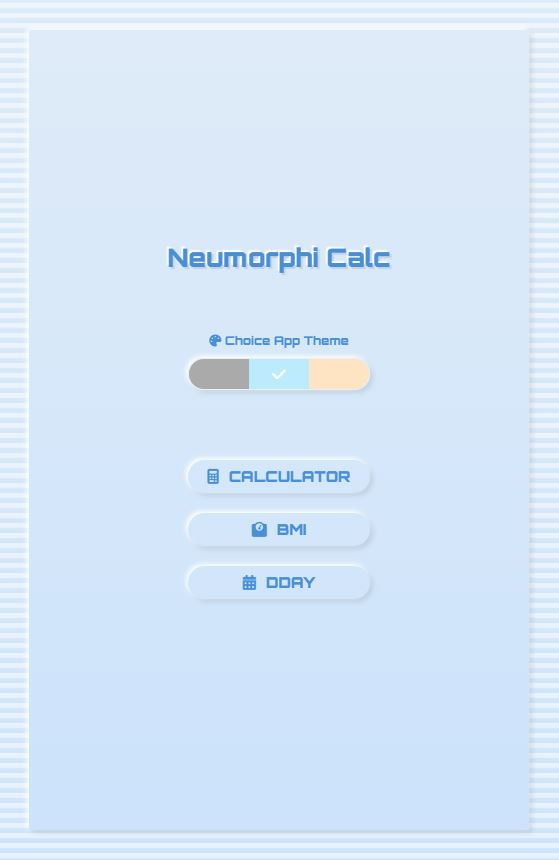 Neumorphi Calc
Choice App Theme
CALCULATOR
BMI
DDAY